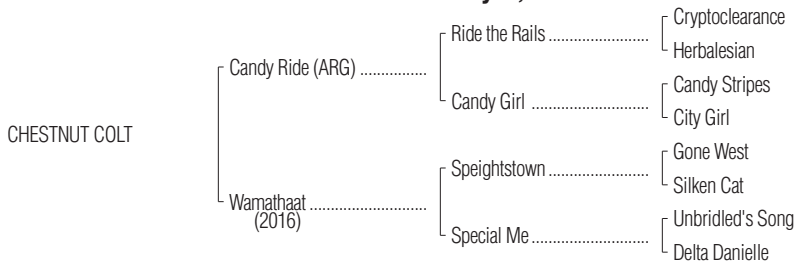 Cryptoclearance
Ride the Rails ......................
Herbalesian
Candy Ride (ARG) ................
Candy Stripes
Candy Girl .........................
City Girl
CHESTNUT COLT
Gone West
Speightstown ......................
Silken Cat
Wamathaat .............................
(2016)
Unbridled's Song
Special Me ..........................
Delta Danielle